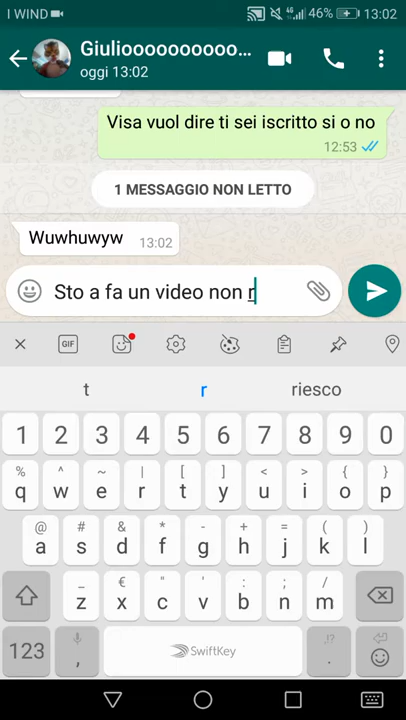 I WIND 4G 46% 13:02
Giulioooooooooo...
oggi 13:02
Visa vuol dire ti sei iscritto si o no
12:53
1 MESSAGGIO NON LETTO
Wuwhuwyw 13:02
Sto a fa un video non r
GIF
t r riesco
1 2 3 4 5 6 7 8 9 0
% ^ ~ | [ ] < > { }
q w e r t y u i o p
@ # & * - + = ( )
a s d f g h j k l
_ € " ' : ; /
z x c v b n m
123 , SwiftKey .,!? .